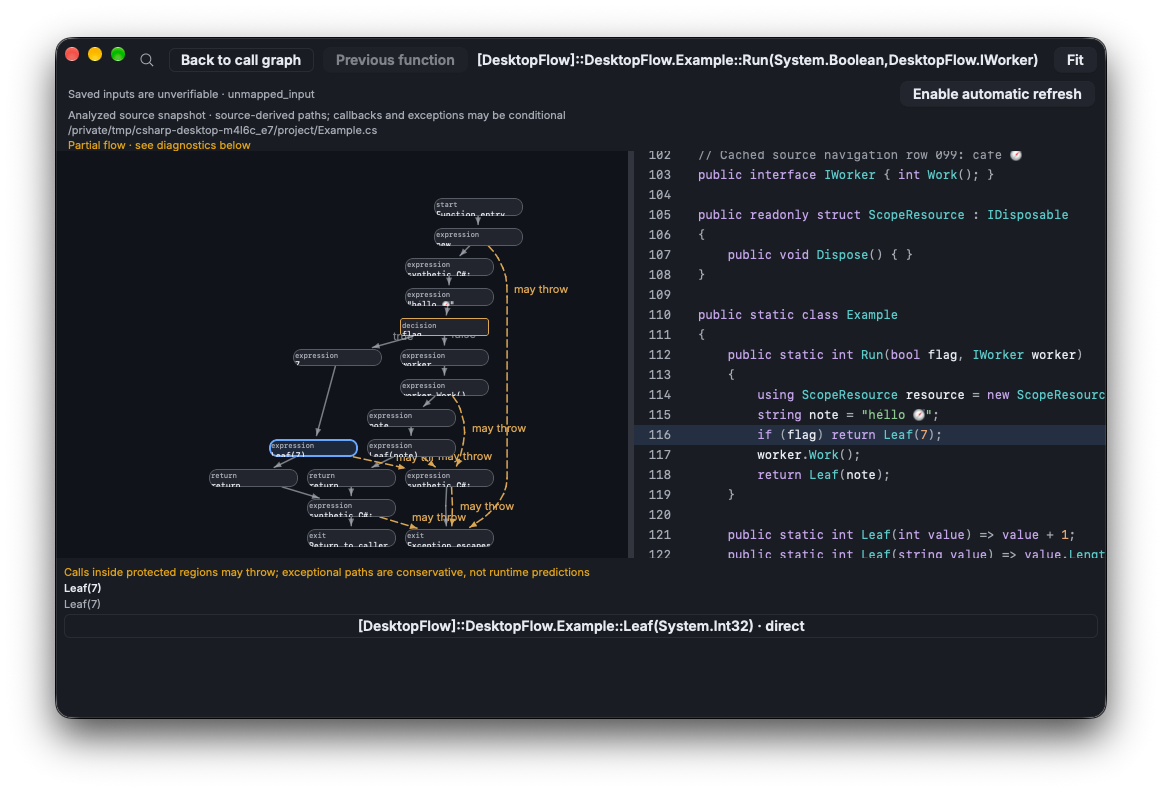 Back to call graph
Previous function
[DesktopFlow]::DesktopFlow.Example::Run(System.Boolean,DesktopFlow.IWorker)
Fit
Saved inputs are unverifiable · unmapped_input
Enable automatic refresh
Analyzed source snapshot · source-derived paths; callbacks and exceptions may be conditional
/private/tmp/csharp-desktop-m4l6c_e7/project/Example.cs
Partial flow · see diagnostics below
start
Function entry
expression
new
expression
synthetic C#:
may throw
expression
"hello 🧭"
decision
flag
true
false
expression
7
expression
worker
expression
worker.Work()
expression
note
may throw
expression
Leaf(7)
expression
Leaf(note)
may throw
return
return
return
return
expression
synthetic C#:
expression
synthetic C#:
may throw
may throw
exit
Return to caller
exit
Exception escapes
102 // Cached source navigation row 099: cafe 🧭
103 public interface IWorker { int Work(); }
104
105 public readonly struct ScopeResource : IDisposable
106 {
107 public void Dispose() { }
108 }
109
110 public static class Example
111 {
112 public static int Run(bool flag, IWorker worker)
113 {
114 using ScopeResource resource = new ScopeResourc
115 string note = "héllo 🧭";
116 if (flag) return Leaf(7);
117 worker.Work();
118 return Leaf(note);
119 }
120
121 public static int Leaf(int value) => value + 1;
122 public static int Leaf(string value) => value.Lengt
Calls inside protected regions may throw; exceptional paths are conservative, not runtime predictions
Leaf(7)
Leaf(7)
[DesktopFlow]::DesktopFlow.Example::Leaf(System.Int32) · direct